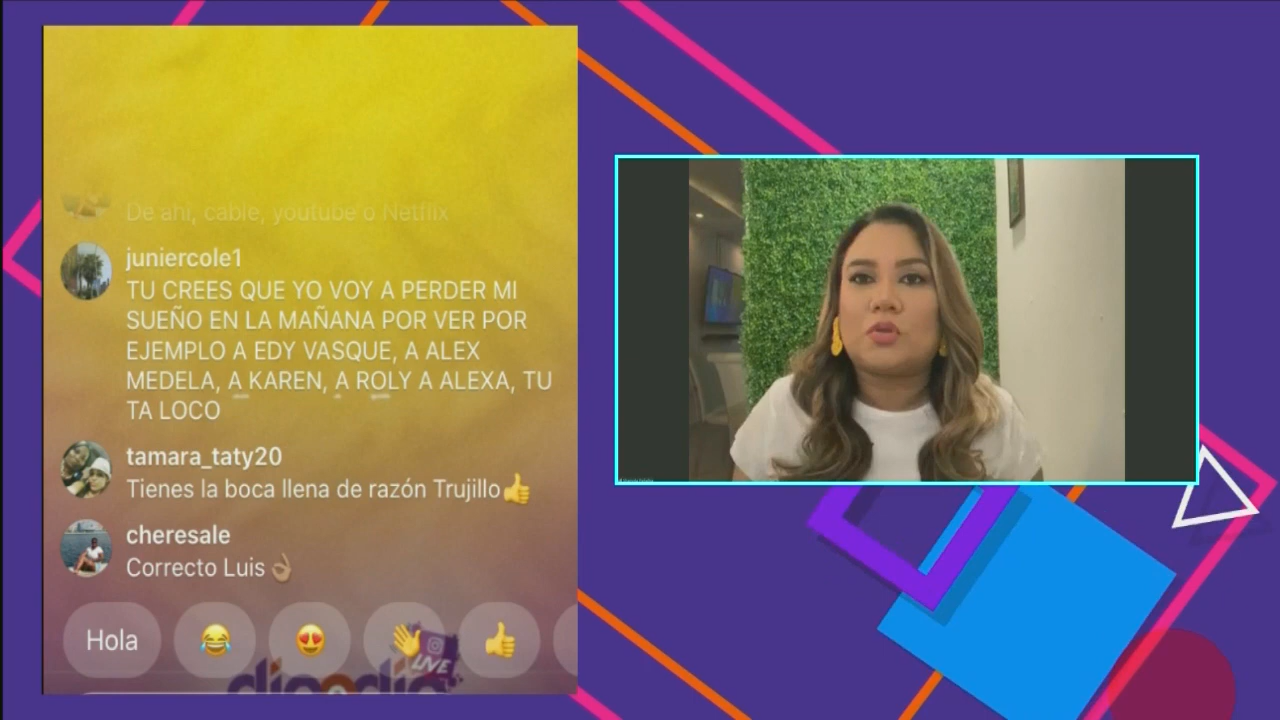 De ahí, cable, youtube o Netflix
juniercole1
TU CREES QUE YO VOY A PERDER MI
SUEÑO EN LA MAÑANA POR VER POR
EJEMPLO A EDY VASQUE, A ALEX
MEDELA, A KAREN, A ROLY A ALEXA, TU
TA LOCO
tamara_taty20
Tienes la boca llena de razón Trujillo👍
cheresale
Correcto Luis👌🏽
Hola
LIVE